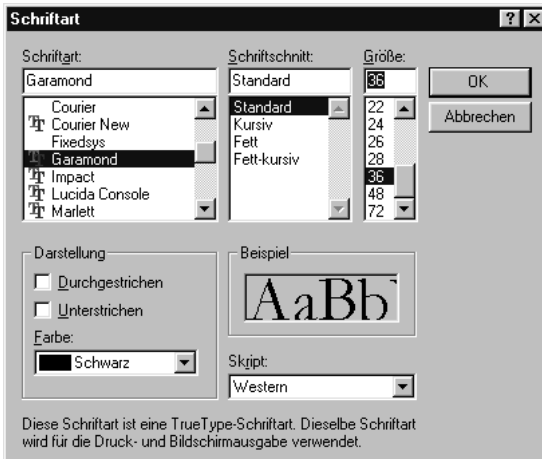 Schriftart
Schriftart: Schriftschnitt: Größe:
Garamond Standard 36 OK
Courier Standard 22 Abbrechen
Courier New Kursiv 24
Fixedsys Fett 26
Garamond Fett-kursiv 28
Impact 36
Lucida Console 48
Marlett 72
Darstellung Beispiel
Durchgestrichen AaBb
Unterstrichen
Farbe:
Schwarz
Skript:
Western
Diese Schriftart ist eine TrueType-Schriftart. Dieselbe Schriftart
wird für die Druck- und Bildschirmausgabe verwendet.